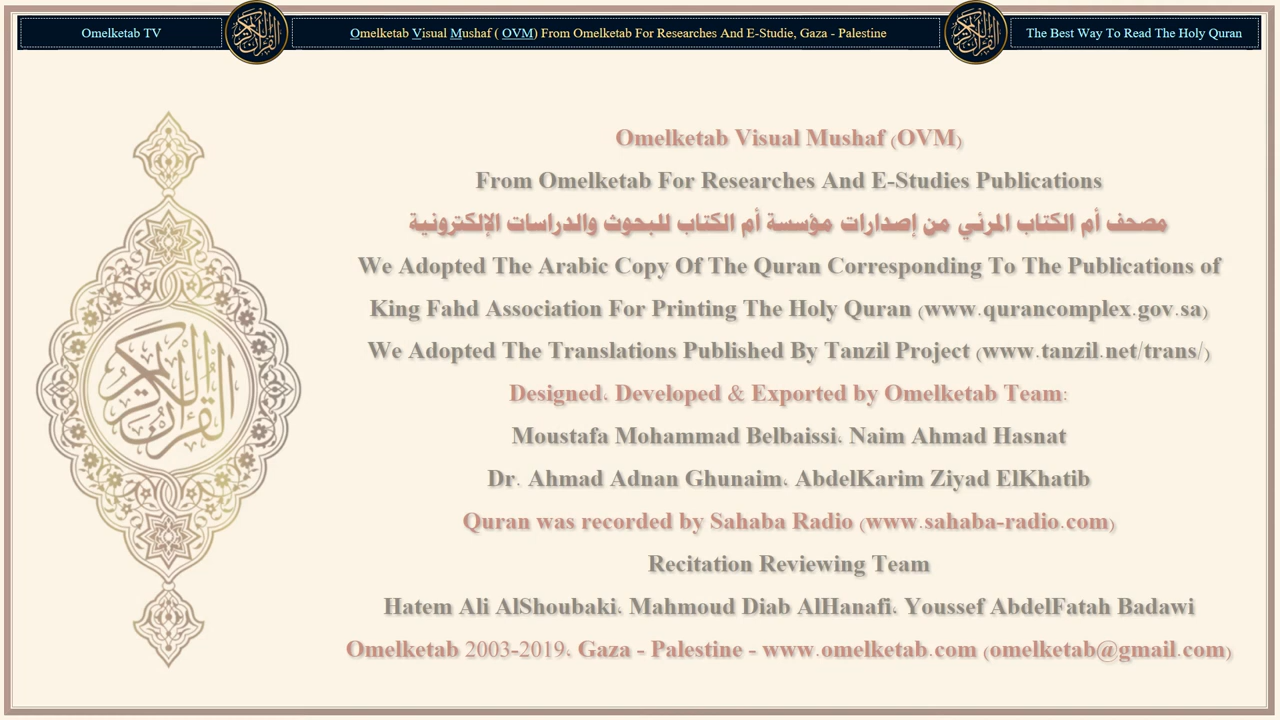 Omelketab TV
Omelketab Visual Mushaf ( OVM) From Omelketab For Researches And E-Studie, Gaza - Palestine
The Best Way To Read The Holy Quran
Omelketab Visual Mushaf (OVM)
From Omelketab For Researches And E-Studies Publications
مصحف أم الكتاب المرئي من إصدارات مؤسسة أم الكتاب للبحوث والدراسات الإلكترونية
We Adopted The Arabic Copy Of The Quran Corresponding To The Publications of
King Fahd Association For Printing The Holy Quran (www.qurancomplex.gov.sa)
We Adopted The Translations Published By Tanzil Project (www.tanzil.net/trans/)
Designed, Developed & Exported by Omelketab Team:
Moustafa Mohammad Belbaissi, Naim Ahmad Hasnat
Dr. Ahmad Adnan Ghunaim, AbdelKarim Ziyad ElKhatib
Quran was recorded by Sahaba Radio (www.sahaba-radio.com)
Recitation Reviewing Team
Hatem Ali AlShoubaki, Mahmoud Diab AlHanafi, Youssef AbdelFatah Badawi
Omelketab 2003-2019, Gaza - Palestine - www.omelketab.com (omelketab@gmail.com)
القرآن الكريم